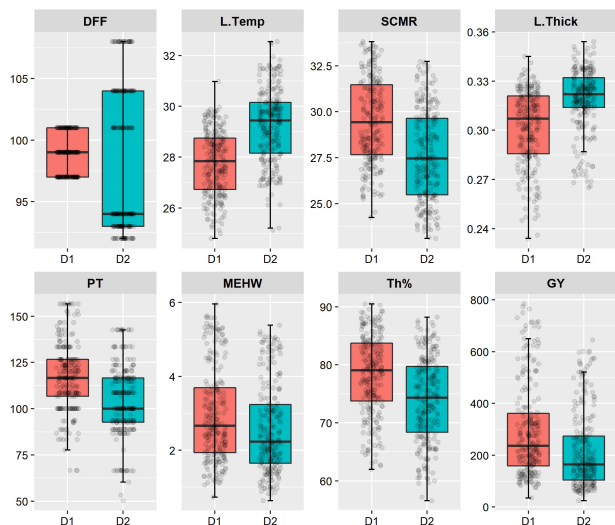 DFF
L.Temp
SCMR
L.Thick
105
100
95
32
30
28
26
32.5
30.0
27.5
25.0
0.36
0.33
0.30
0.26
0.24
D1 D2
D1 D2
D1 D2
D1 D2
PT
MEHW
Th%
GY
150
125
100
75
50
6
4
2
90
80
70
60
800
600
400
200
0
D1 D2
D1 D2
D1 D2
D1 D2